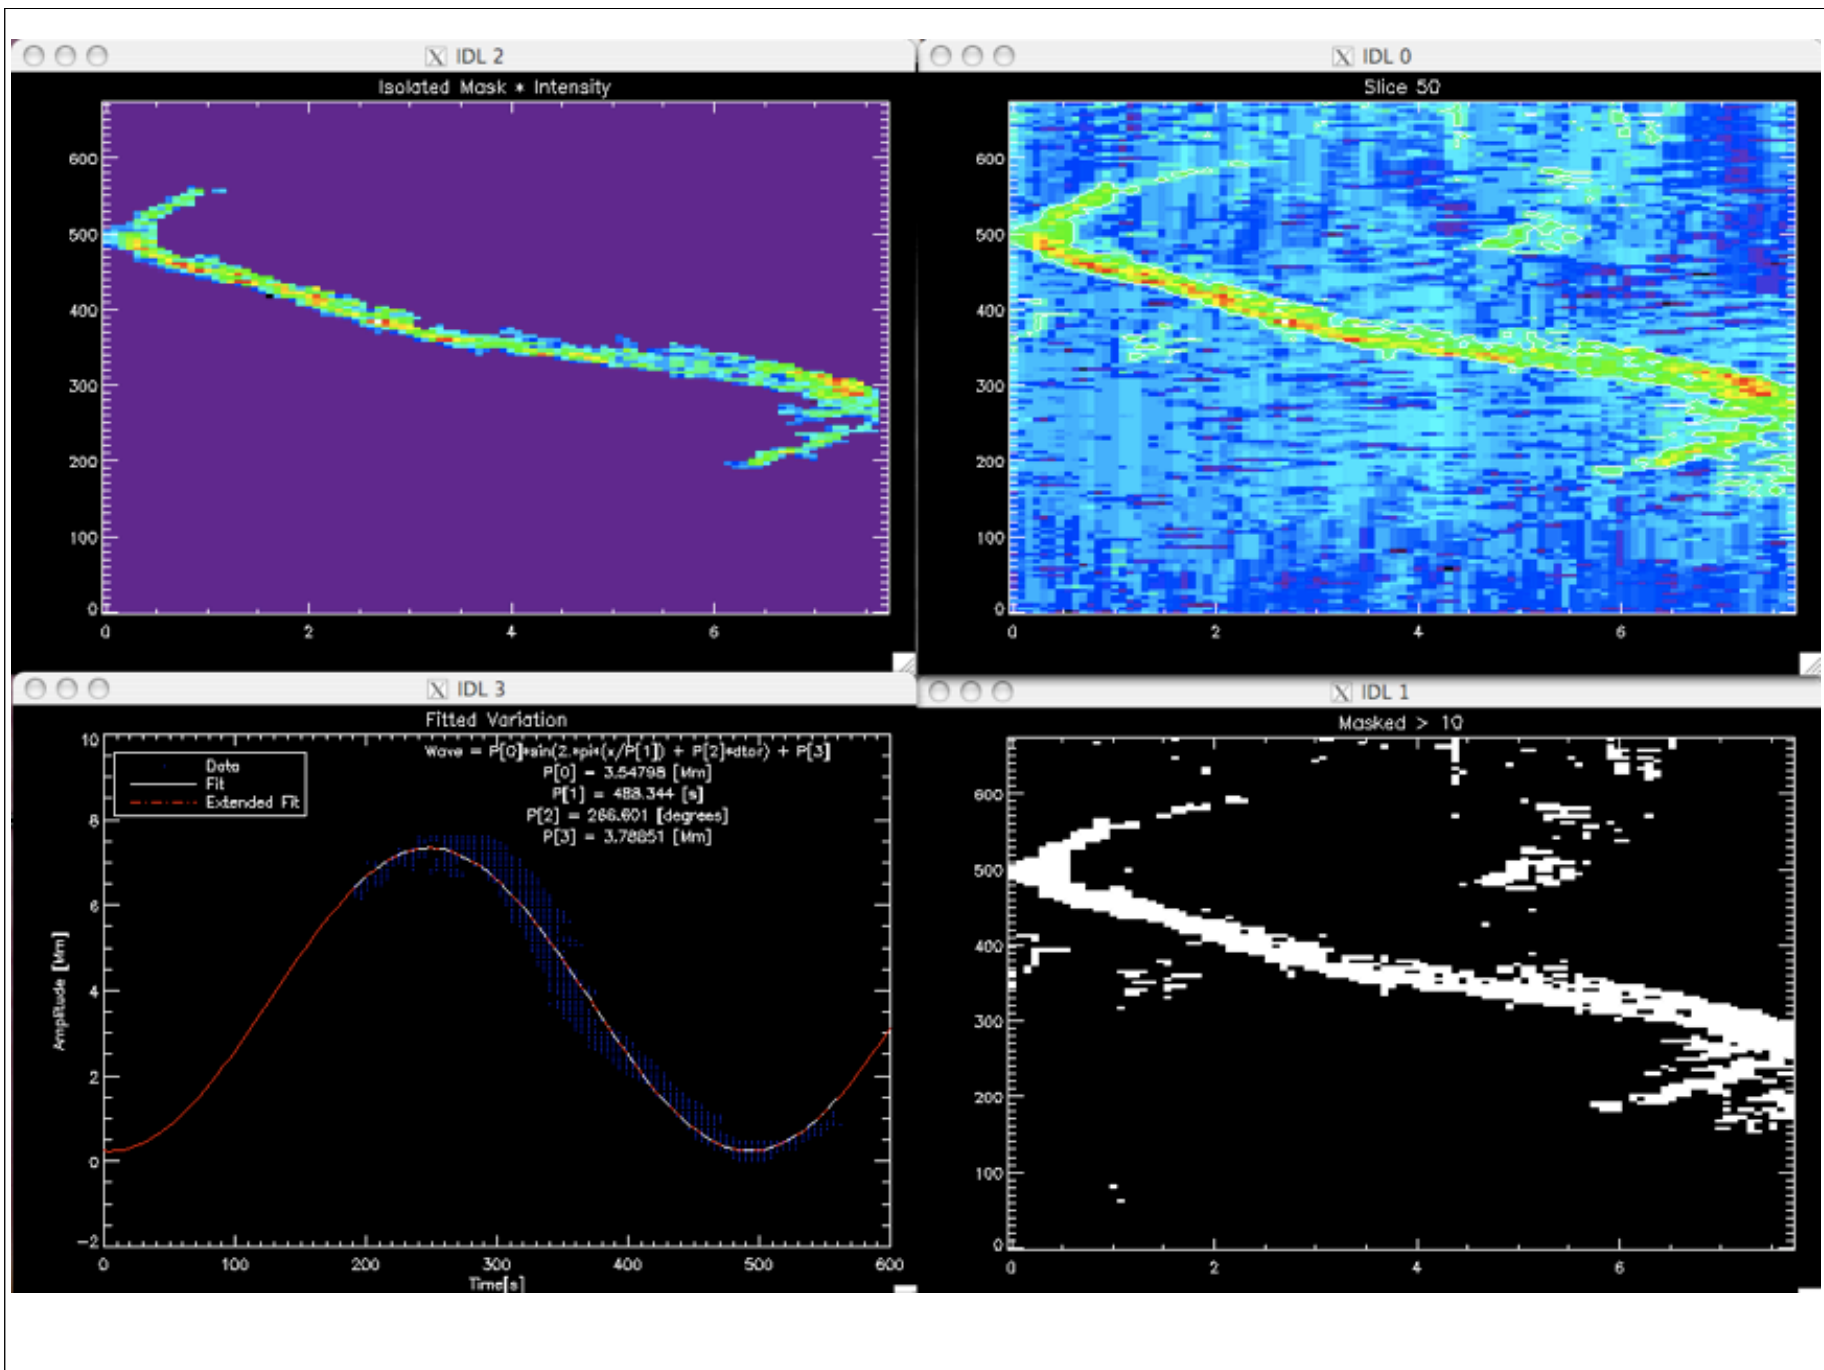 IDL 2
Isolated Mask * Intensity
600
500
400
300
200
100
0
0 2 4 6
IDL 0
Slice 50
600
500
400
300
200
100
0
0 2 4 6
IDL 3
Fitted Variation
10
8
6
4
2
0
-2
Amplitude [Mm]
Data
Fit
Extended Fit
Wave = P[0]*sin(2.*pi*(x/P[1]) + P[2]*dtor) + P[3]
P[0] = 3.54798 [Mm]
P[1] = 488.344 [s]
P[2] = 266.601 [degrees]
P[3] = 3.78851 [Mm]
0 100 200 300 400 500 600
Time[s]
IDL 1
Masked > 10
600
500
400
300
200
100
0
0 2 4 6